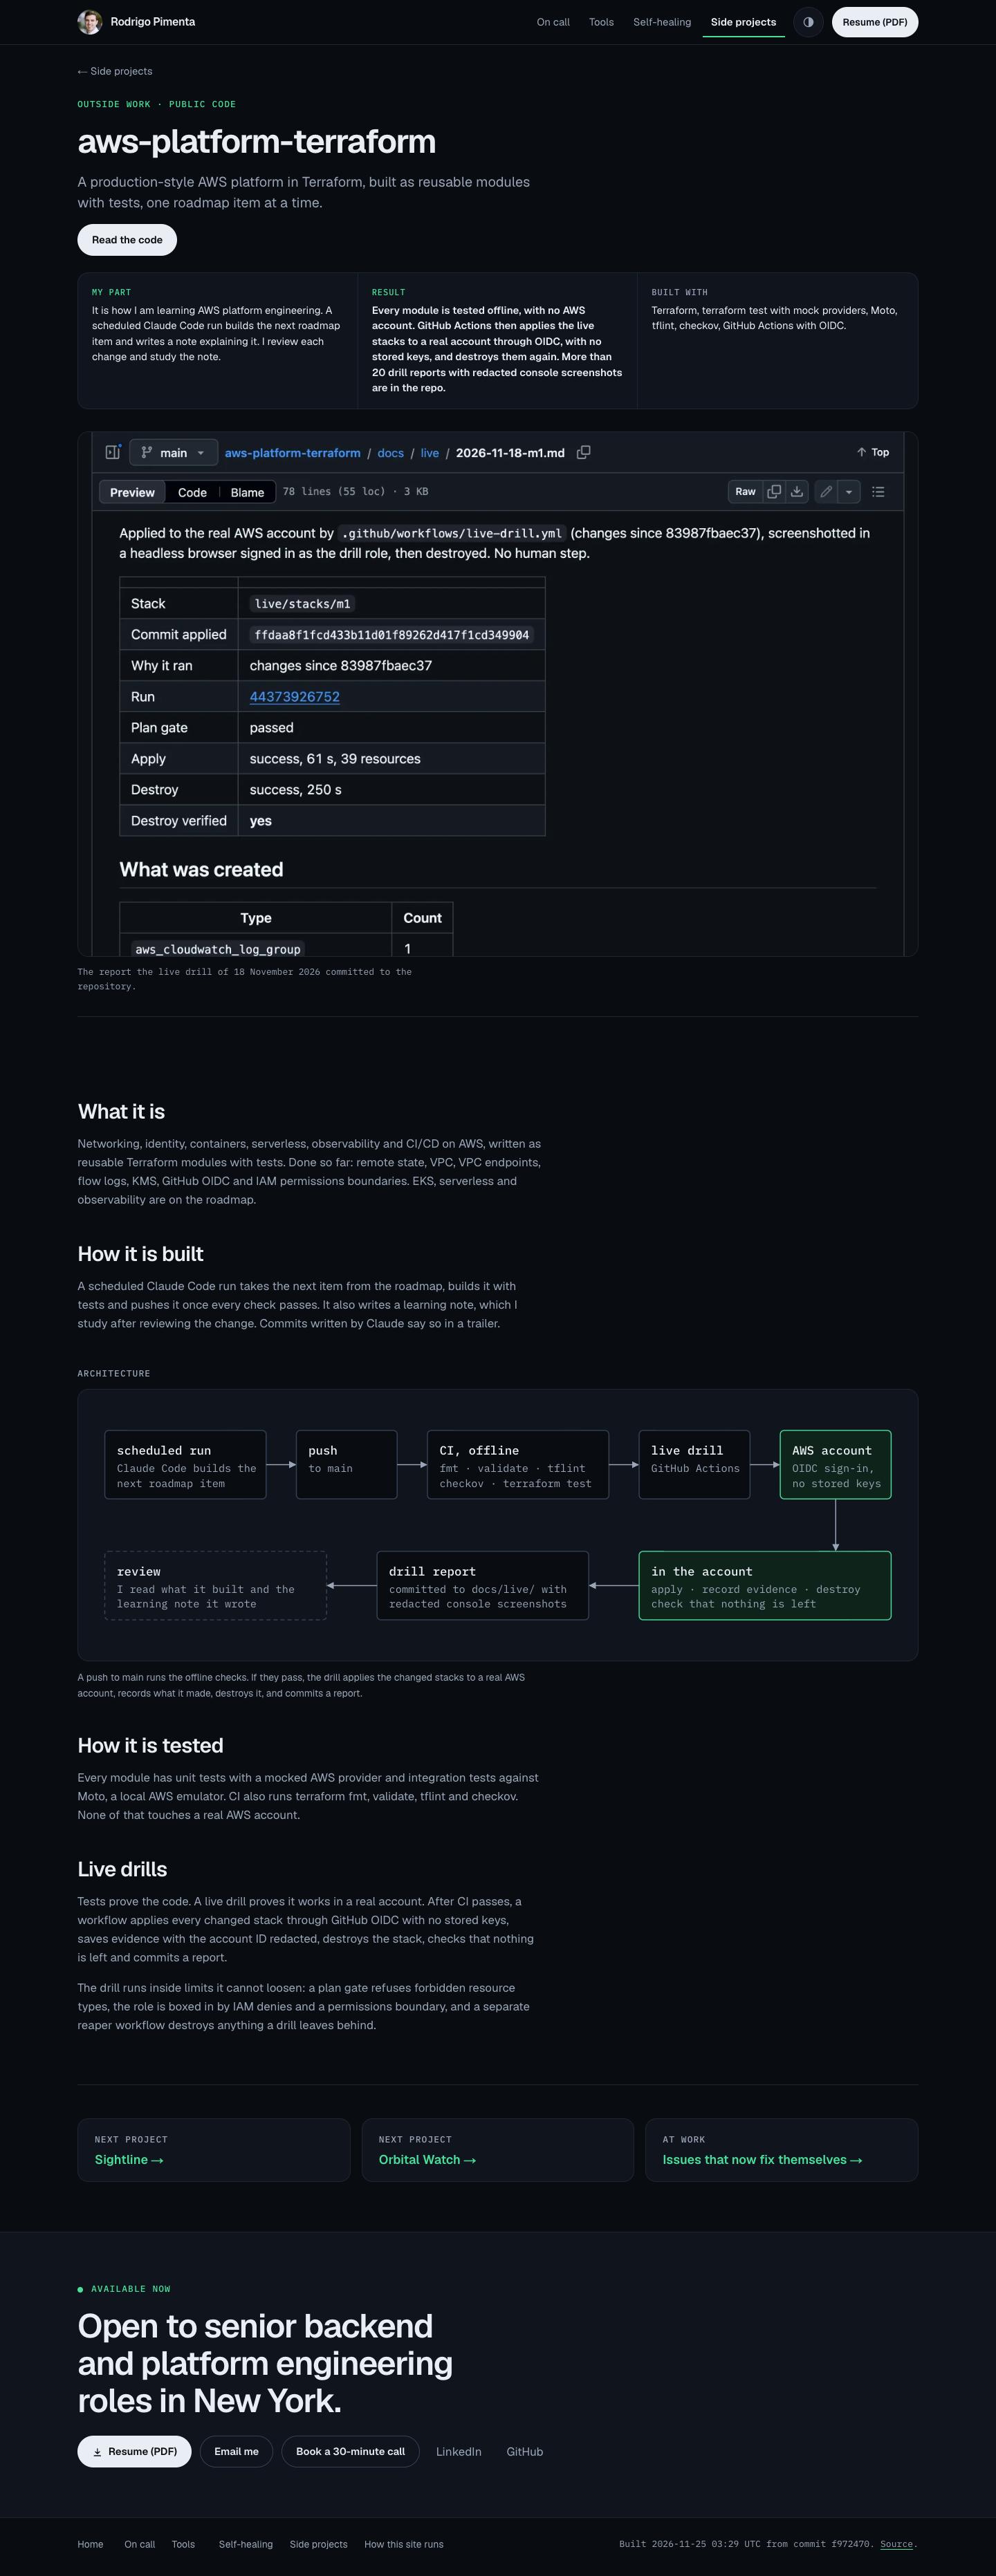 Rodrigo Pimenta
On call
Tools
Self-healing
Side projects
Resume (PDF)
← Side projects
OUTSIDE WORK · PUBLIC CODE
aws-platform-terraform
A production-style AWS platform in Terraform, built as reusable modules
with tests, one roadmap item at a time.
Read the code
MY PART
It is how I am learning AWS platform engineering. A
scheduled Claude Code run builds the next roadmap
item and writes a note explaining it. I review each
change and study the note.
RESULT
Every module is tested offline, with no AWS
account. GitHub Actions then applies the live
stacks to a real account through OIDC, with no
stored keys, and destroys them again. More than
20 drill reports with redacted console screenshots
are in the repo.
BUILT WITH
Terraform, terraform test with mock providers, Moto,
tflint, checkov, GitHub Actions with OIDC.
main
aws-platform-terraform / docs / live / 2026-11-18-m1.md
Top
Preview
Code
Blame
78 lines (55 loc) · 3 KB
Raw
Applied to the real AWS account by .github/workflows/live-drill.yml (changes since 83987fbaec37), screenshotted in
a headless browser signed in as the drill role, then destroyed. No human step.
Stack live/stacks/m1
Commit applied ffdaa8f1fcd433b11d01f89262d417f1cd349904
Why it ran changes since 83987fbaec37
Run 44373926752
Plan gate passed
Apply success, 61 s, 39 resources
Destroy success, 250 s
Destroy verified yes
What was created
Type Count
aws_cloudwatch_log_group 1
The report the live drill of 18 November 2026 committed to the
repository.
What it is
Networking, identity, containers, serverless, observability and CI/CD on AWS, written as
reusable Terraform modules with tests. Done so far: remote state, VPC, VPC endpoints,
flow logs, KMS, GitHub OIDC and IAM permissions boundaries. EKS, serverless and
observability are on the roadmap.
How it is built
A scheduled Claude Code run takes the next item from the roadmap, builds it with
tests and pushes it once every check passes. It also writes a learning note, which I
study after reviewing the change. Commits written by Claude say so in a trailer.
ARCHITECTURE
scheduled run
Claude Code builds the
next roadmap item
push
to main
CI, offline
fmt · validate · tflint
checkov · terraform test
live drill
GitHub Actions
AWS account
OIDC sign-in,
no stored keys
review
I read what it built and the
learning note it wrote
drill report
committed to docs/live/ with
redacted console screenshots
in the account
apply · record evidence · destroy
check that nothing is left
A push to main runs the offline checks. If they pass, the drill applies the changed stacks to a real AWS
account, records what it made, destroys it, and commits a report.
How it is tested
Every module has unit tests with a mocked AWS provider and integration tests against
Moto, a local AWS emulator. CI also runs terraform fmt, validate, tflint and checkov.
None of that touches a real AWS account.
Live drills
Tests prove the code. A live drill proves it works in a real account. After CI passes, a
workflow applies every changed stack through GitHub OIDC with no stored keys,
saves evidence with the account ID redacted, destroys the stack, checks that nothing
is left and commits a report.
The drill runs inside limits it cannot loosen: a plan gate refuses forbidden resource
types, the role is boxed in by IAM denies and a permissions boundary, and a separate
reaper workflow destroys anything a drill leaves behind.
NEXT PROJECT
Sightline →
NEXT PROJECT
Orbital Watch →
AT WORK
Issues that now fix themselves →
AVAILABLE NOW
Open to senior backend
and platform engineering
roles in New York.
Resume (PDF)
Email me
Book a 30-minute call
LinkedIn
GitHub
Home
On call
Tools
Self-healing
Side projects
How this site runs
Built 2026-11-25 03:29 UTC from commit f972470. Source.